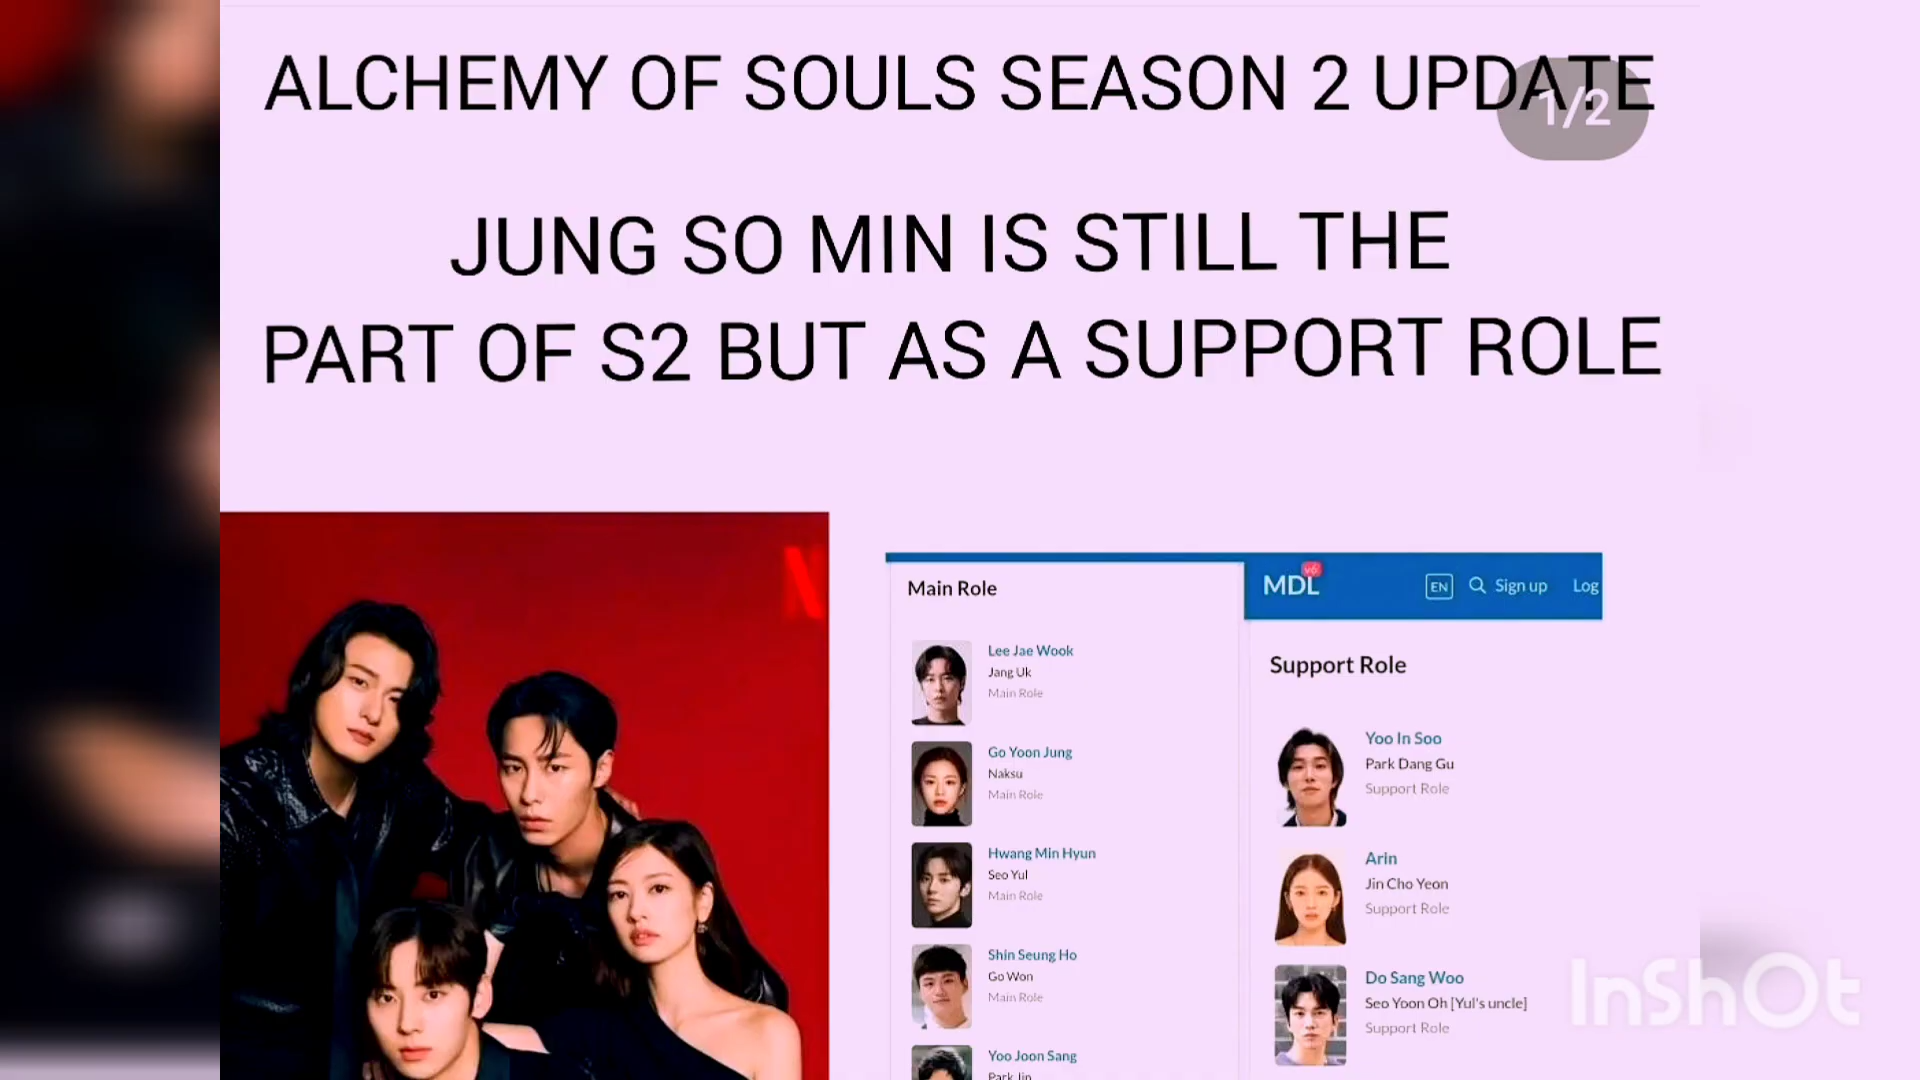 ALCHEMY OF SOULS SEASON 2 UPDATE
1/2
JUNG SO MIN IS STILL THE
PART OF S2 BUT AS A SUPPORT ROLE
N
Main Role
Lee Jae Wook
Jang Uk
Main Role
Go Yoon Jung
Naksu
Main Role
Hwang Min Hyun
Seo Yul
Main Role
Shin Seung Ho
Go Won
Main Role
Yoo Joon Sang
Park Jin
MDL v6 EN Sign up Log
Support Role
Yoo In Soo
Park Dang Gu
Support Role
Arin
Jin Cho Yeon
Support Role
Do Sang Woo
Seo Yoon Oh [Yul's uncle]
Support Role
InShOt